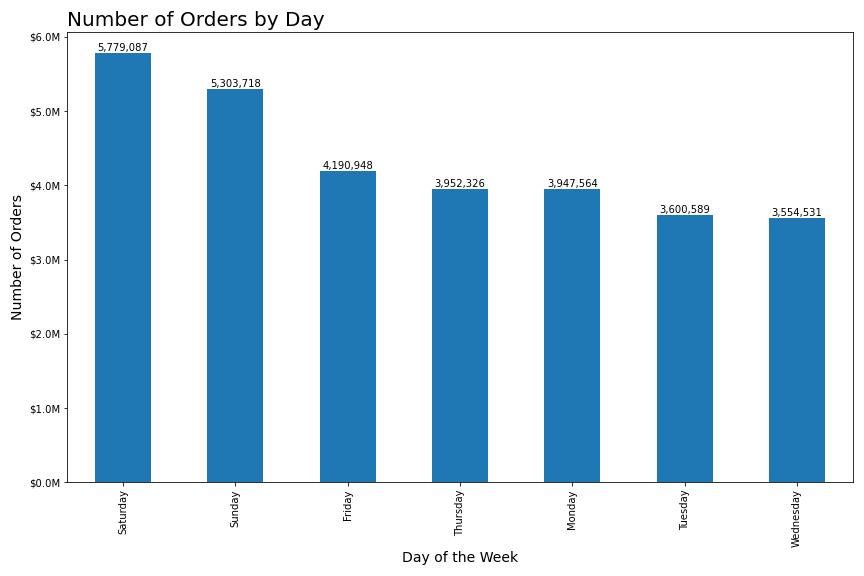 Number of Orders by Day
$6.0M
$5.0M
$4.0M
$3.0M
$2.0M
$1.0M
$0.0M
Number of Orders
5,779,087
5,303,718
4,190,948
3,952,326
3,947,564
3,600,589
3,554,531
Saturday
Sunday
Friday
Thursday
Monday
Tuesday
Wednesday
Day of the Week